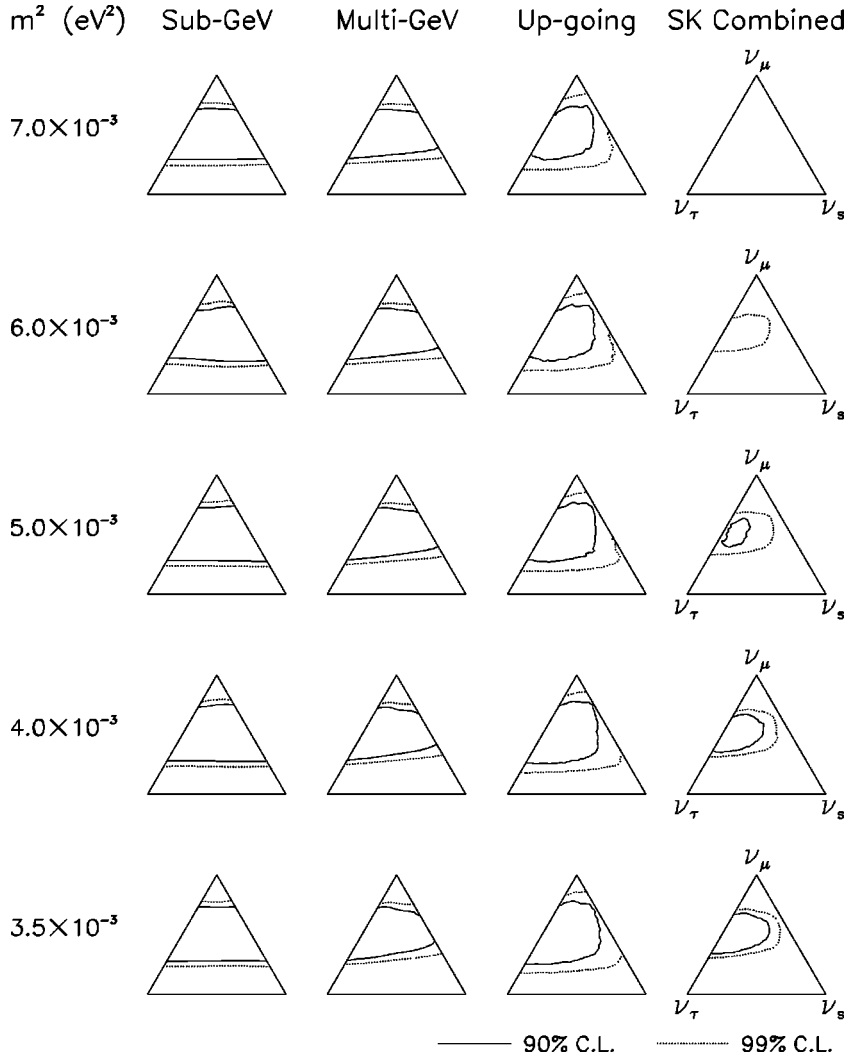 m² (eV²) Sub-GeV Multi-GeV Up-going SK Combined
ν_μ
7.0×10⁻³
ν_τ ν_s
ν_μ
6.0×10⁻³
ν_τ ν_s
ν_μ
5.0×10⁻³
ν_τ ν_s
ν_μ
4.0×10⁻³
ν_τ ν_s
ν_μ
3.5×10⁻³
ν_τ ν_s
90% C.L. 99% C.L.